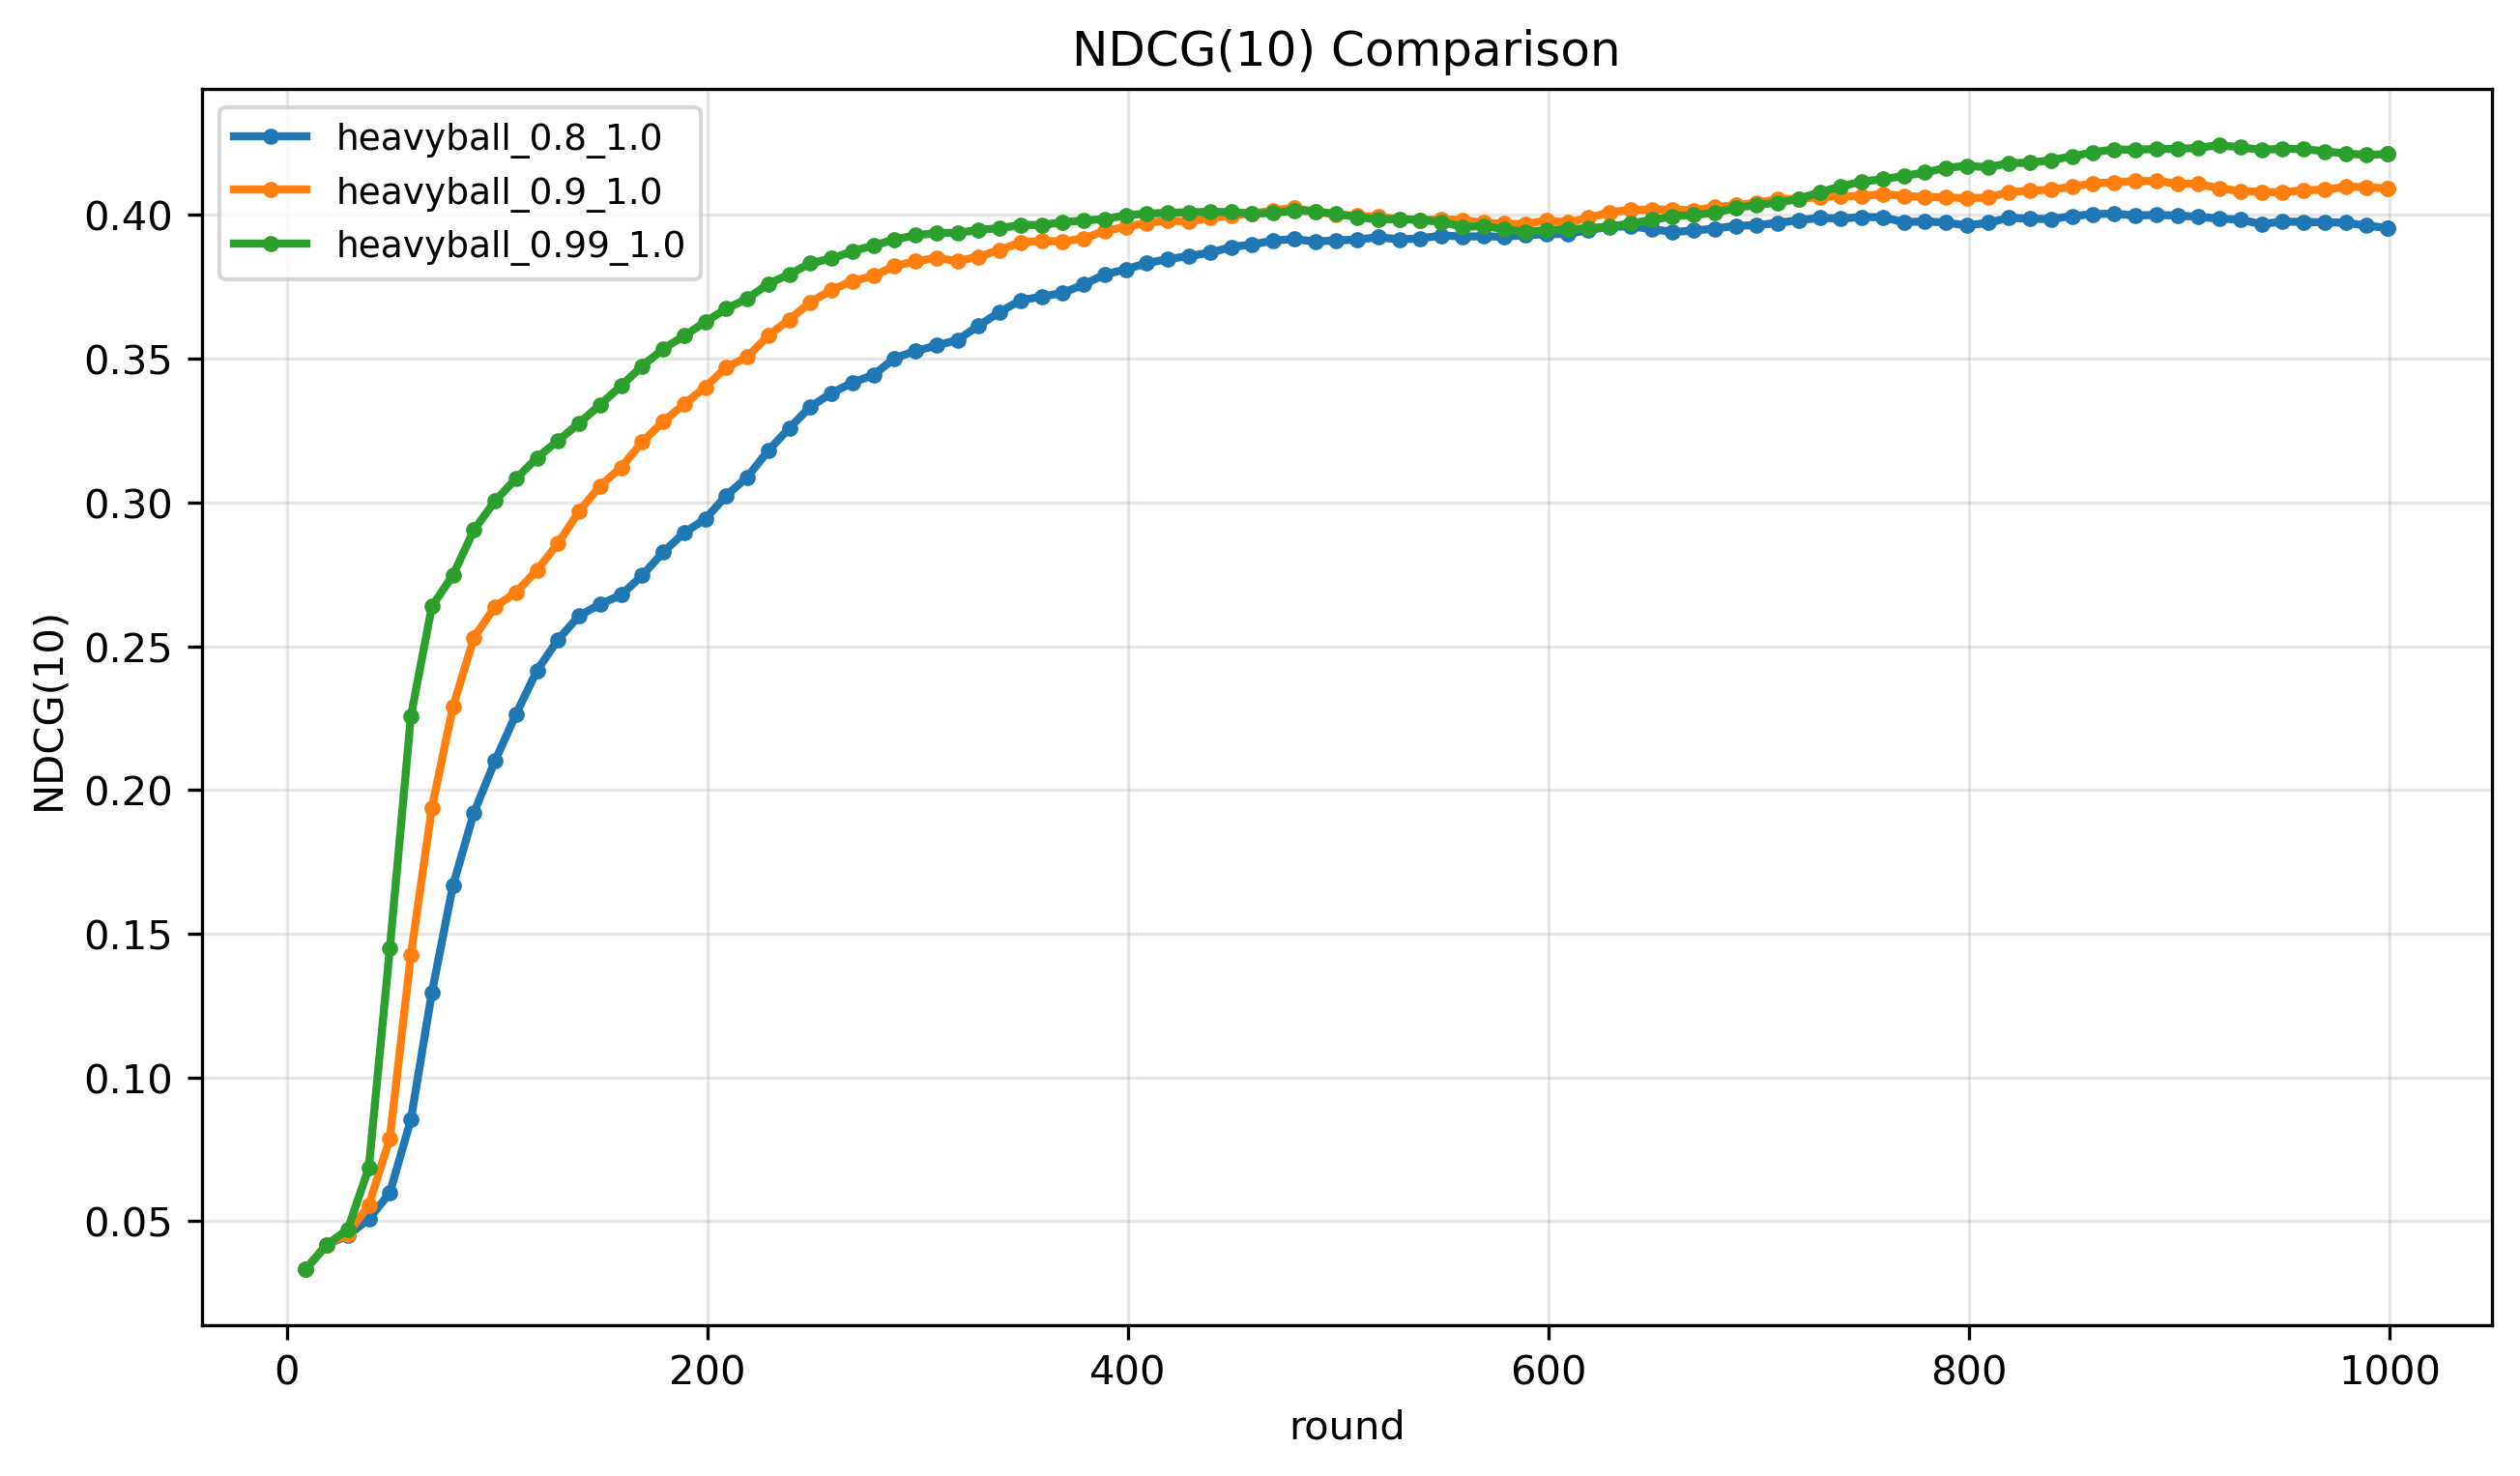 NDCG(10) Comparison
heavyball_0.8_1.0
heavyball_0.9_1.0
heavyball_0.99_1.0
NDCG(10)
0.40
0.35
0.30
0.25
0.20
0.15
0.10
0.05
0 200 400 600 800 1000
round